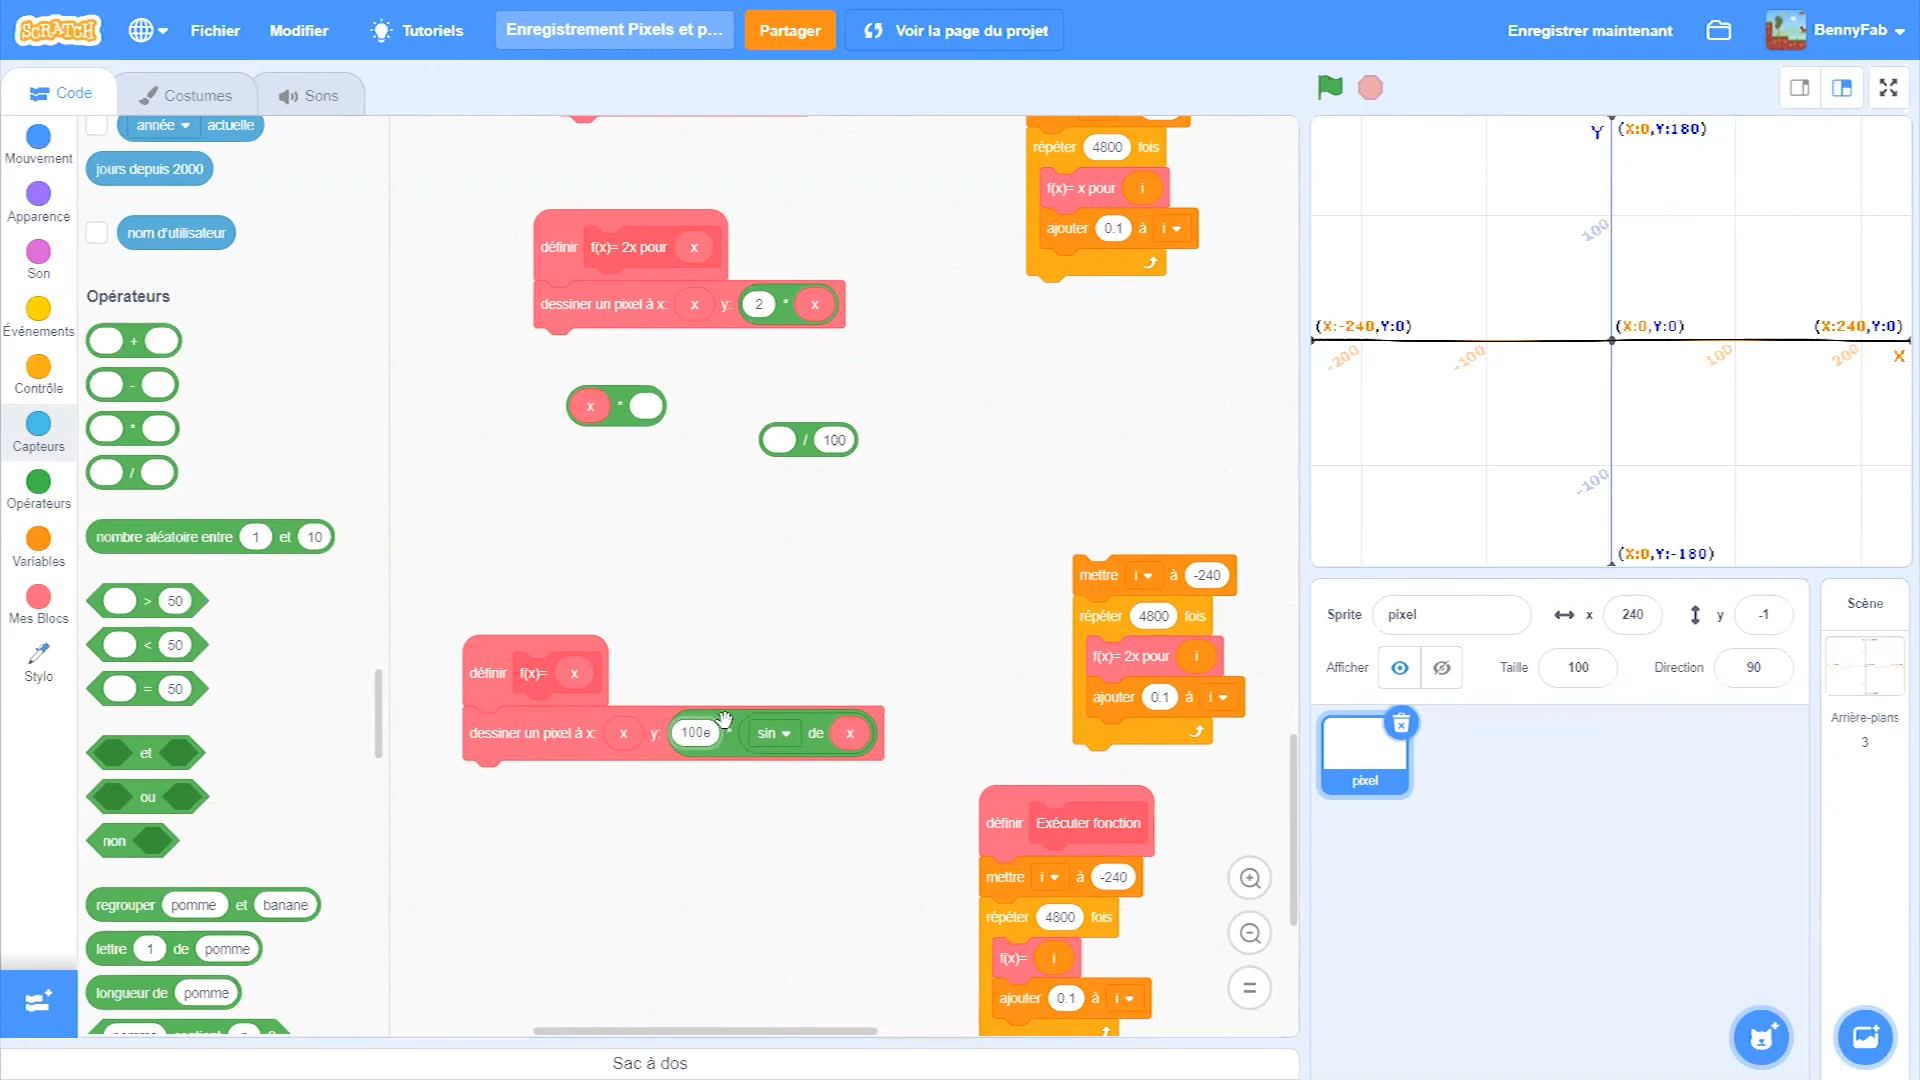 SCRATCH
Fichier
Modifier
Tutoriels
Enregistrement Pixels et p...
Partager
Voir la page du projet
Enregistrer maintenant
BennyFab
Code
Costumes
Sons
Mouvement
Apparence
Son
Événements
Contrôle
Capteurs
Opérateurs
Variables
Mes Blocs
Stylo
année actuelle
jours depuis 2000
nom d'utilisateur
Opérateurs
+
-
*
/
nombre aléatoire entre 1 et 10
> 50
< 50
= 50
et
ou
non
regrouper pomme et banane
lettre 1 de pomme
longueur de pomme
définir f(x)= 2x pour x
dessiner un pixel à x: x y: 2 * x
x *
/ 100
définir f(x)= x
dessiner un pixel à x: x y: 100e * sin de x
répéter 4800 fois
f(x)= x pour i
ajouter 0.1 à i
mettre i à -240
répéter 4800 fois
f(x)= 2x pour i
ajouter 0.1 à i
définir Exécuter fonction
mettre i à -240
répéter 4800 fois
f(x)= i
ajouter 0.1 à i
Sac à dos
Y (X:0,Y:180)
100
(X:-240,Y:0) (X:0,Y:0) (X:240,Y:0)
-200 -100 100 200 X
-100
(X:0,Y:-180)
Sprite pixel x 240 y -1
Afficher Taille 100 Direction 90
pixel
Scène
Arrière-plans
3